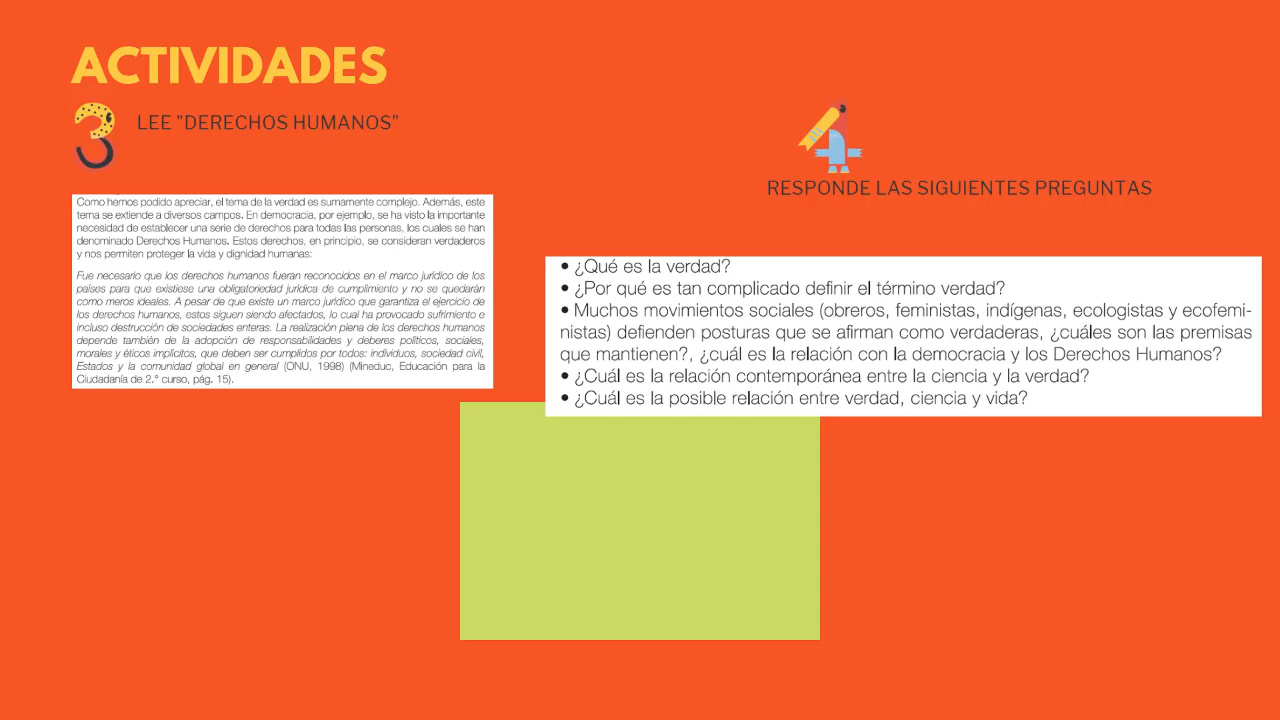 ACTIVIDADES
3 LEE "DERECHOS HUMANOS"
Como hemos podido apreciar, el tema de la verdad es sumamente complejo. Además, este
tema se extiende a diversos campos. En democracia, por ejemplo, se ha visto la importante
necesidad de establecer una serie de derechos para todas las personas, los cuales se han
denominado Derechos Humanos. Estos derechos, en principio, se consideran verdaderos
y nos permiten proteger la vida y dignidad humanas:
Fue necesario que los derechos humanos fueran reconocidos en el marco jurídico de los
países para que existiese una obligatoriedad jurídica de cumplimiento y no se quedarán
como meros ideales. A pesar de que existe un marco jurídico que garantiza el ejercicio de
los derechos humanos, estos siguen siendo afectados, lo cual ha provocado sufrimiento e
incluso destrucción de sociedades enteras. La realización plena de los derechos humanos
depende también de la adopción de responsabilidades y deberes políticos, sociales,
morales y éticos implícitos, que deben ser cumplidos por todos: individuos, sociedad civil,
Estados y la comunidad global en general (ONU, 1998) (Mineduc, Educación para la
Ciudadanía de 2.° curso, pág. 15).
4
RESPONDE LAS SIGUIENTES PREGUNTAS
• ¿Qué es la verdad?
• ¿Por qué es tan complicado definir el término verdad?
• Muchos movimientos sociales (obreros, feministas, indígenas, ecologistas y ecofemi-
nistas) defienden posturas que se afirman como verdaderas, ¿cuáles son las premisas
que mantienen?, ¿cuál es la relación con la democracia y los Derechos Humanos?
• ¿Cuál es la relación contemporánea entre la ciencia y la verdad?
• ¿Cuál es la posible relación entre verdad, ciencia y vida?